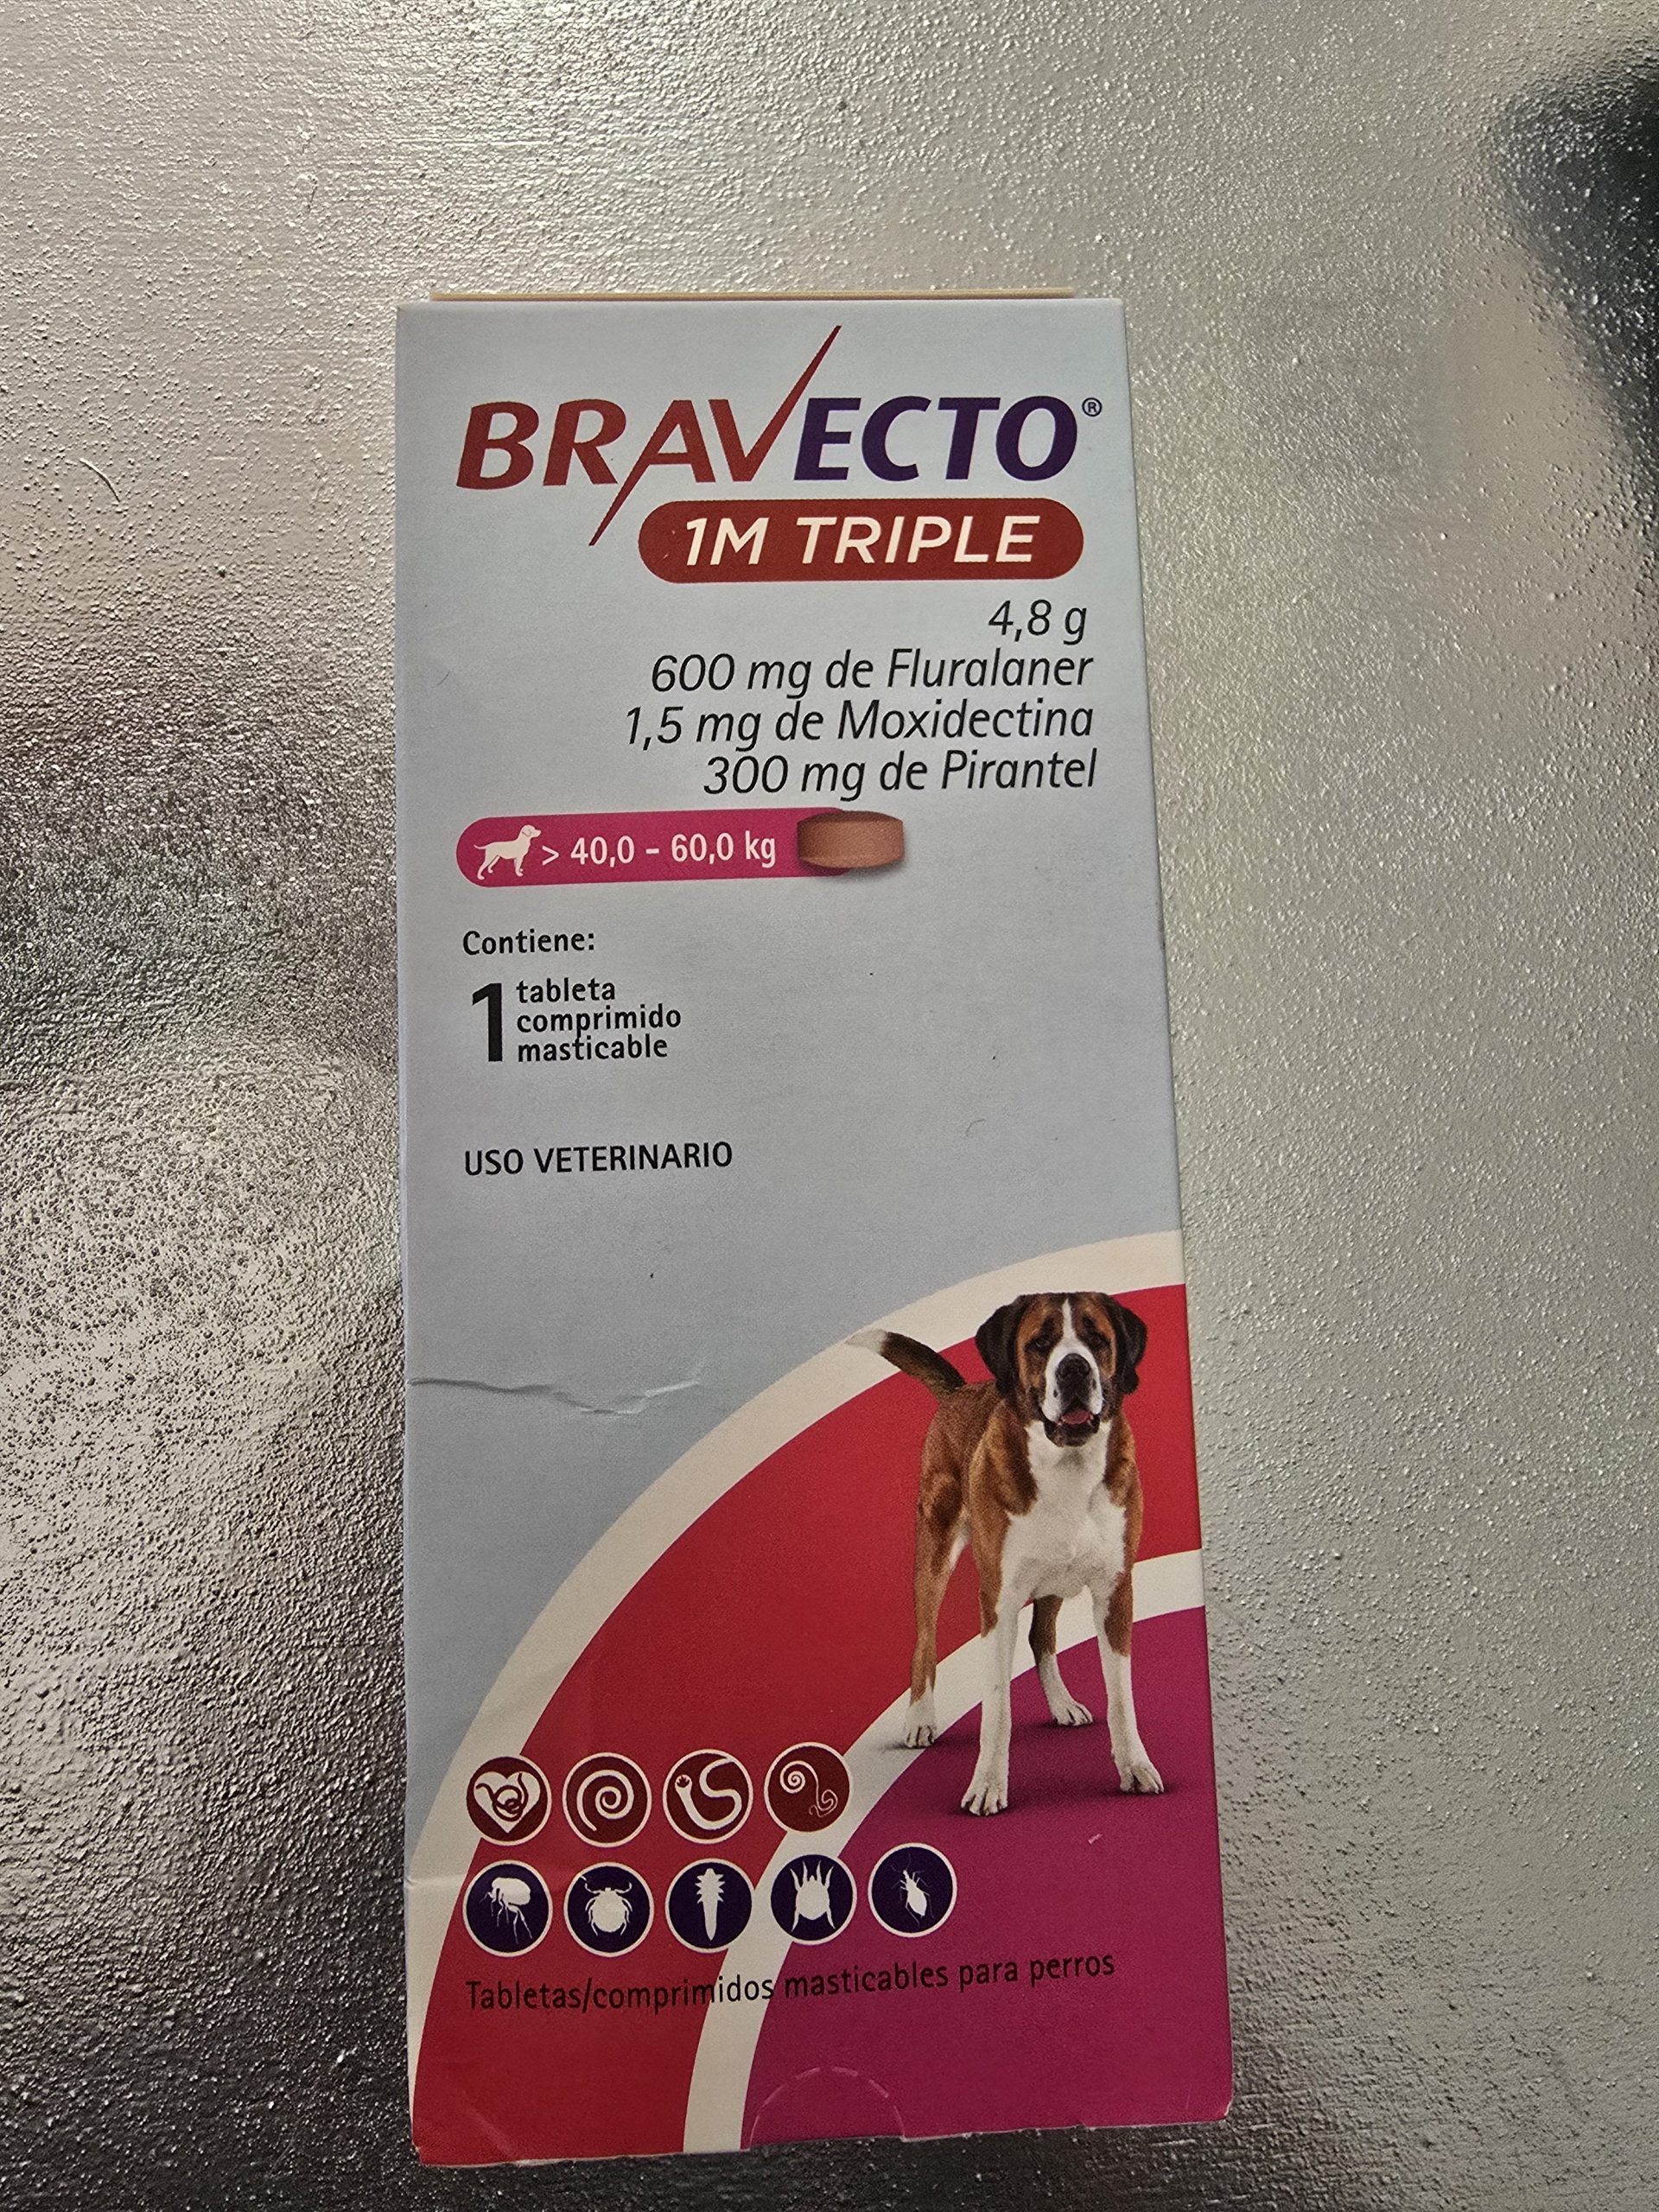 BRAVECTO®
1M TRIPLE
4,8 g
600 mg de Fluralaner
1,5 mg de Moxidectina
300 mg de Pirantel
> 40,0 – 60,0 kg
Contiene:
1 tableta
comprimido
masticable
USO VETERINARIO
Tabletas/comprimidos masticables para perros